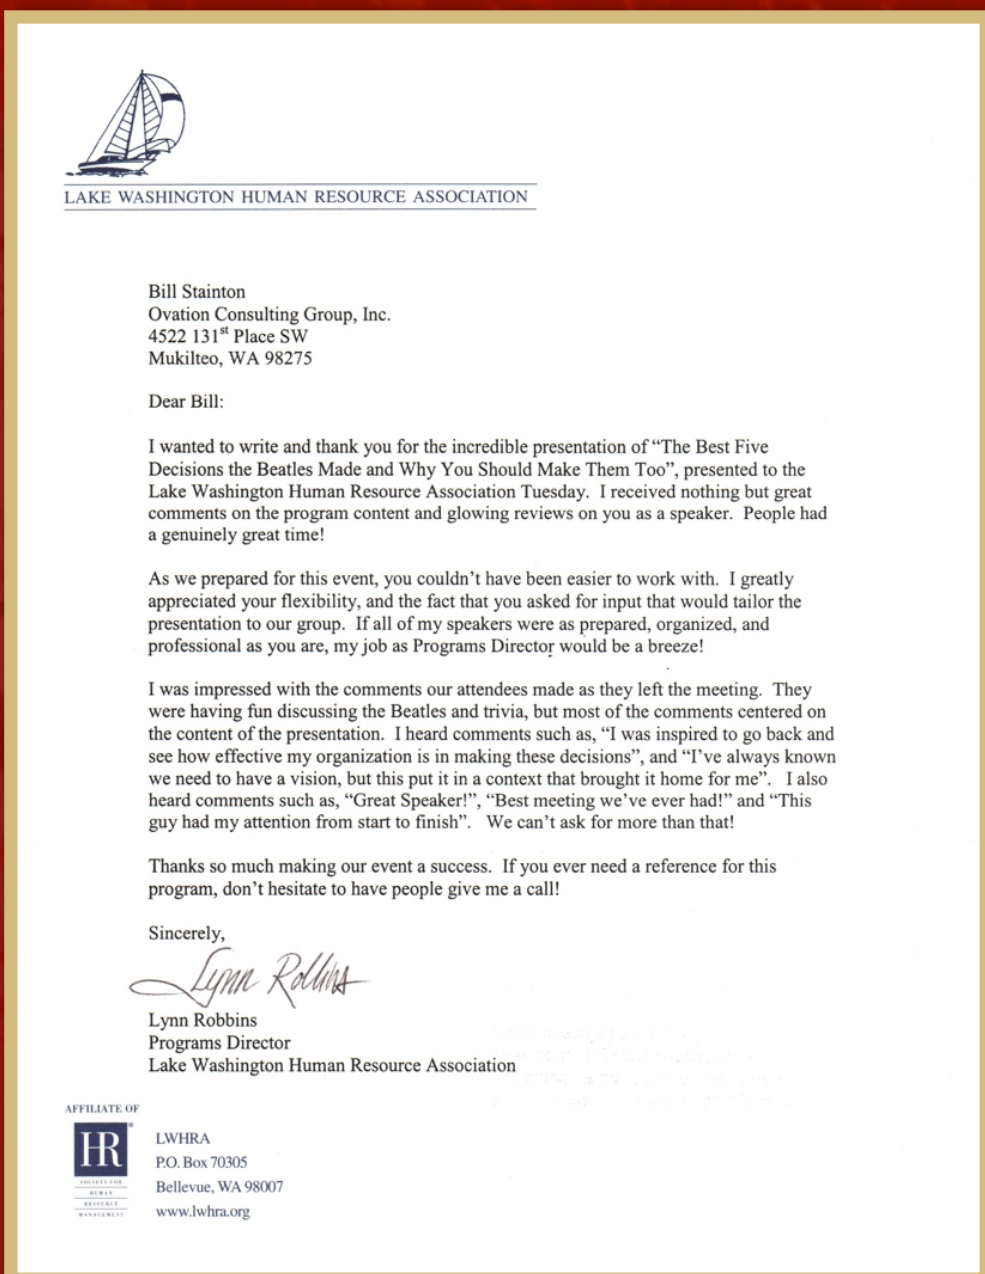 LAKE WASHINGTON HUMAN RESOURCE ASSOCIATION
Bill Stainton
Ovation Consulting Group, Inc.
4522 131st Place SW
Mukilteo, WA 98275
Dear Bill:
I wanted to write and thank you for the incredible presentation of “The Best Five
Decisions the Beatles Made and Why You Should Make Them Too”, presented to the
Lake Washington Human Resource Association Tuesday.  I received nothing but great
comments on the program content and glowing reviews on you as a speaker.  People had
a genuinely great time!
As we prepared for this event, you couldn’t have been easier to work with.  I greatly
appreciated your flexibility, and the fact that you asked for input that would tailor the
presentation to our group.  If all of my speakers were as prepared, organized, and
professional as you are, my job as Programs Director would be a breeze!
I was impressed with the comments our attendees made as they left the meeting.  They
were having fun discussing the Beatles and trivia, but most of the comments centered on
the content of the presentation.  I heard comments such as, “I was inspired to go back and
see how effective my organization is in making these decisions”, and “I’ve always known
we need to have a vision, but this put it in a context that brought it home for me”.   I also
heard comments such as, “Great Speaker!”, “Best meeting we’ve ever had!” and “This
guy had my attention from start to finish”.   We can’t ask for more than that!
Thanks so much making our event a success.  If you ever need a reference for this
program, don’t hesitate to have people give me a call!
Sincerely,
Lynn Robbins
Lynn Robbins
Programs Director
Lake Washington Human Resource Association
AFFILIATE OF
HR®
SOCIETY FOR
HUMAN
RESOURCE
MANAGEMENT
LWHRA
P.O. Box 70305
Bellevue, WA 98007
www.lwhra.org